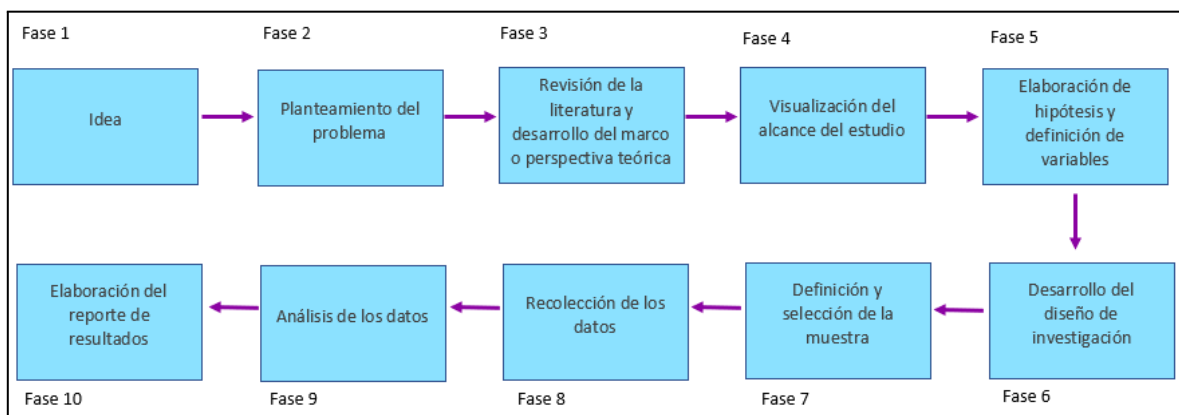 Fase 1
Fase 2
Fase 3
Fase 4
Fase 5
Idea
Planteamiento del
problema
Revisión de la
literatura y
desarrollo del marco
o perspectiva teórica
Visualización del
alcance del estudio
Elaboración de
hipótesis y
definición de
variables
Desarrollo del
diseño de
investigación
Definición y
selección de la
muestra
Recolección de los
datos
Análisis de los datos
Elaboración del
reporte de
resultados
Fase 6
Fase 7
Fase 8
Fase 9
Fase 10